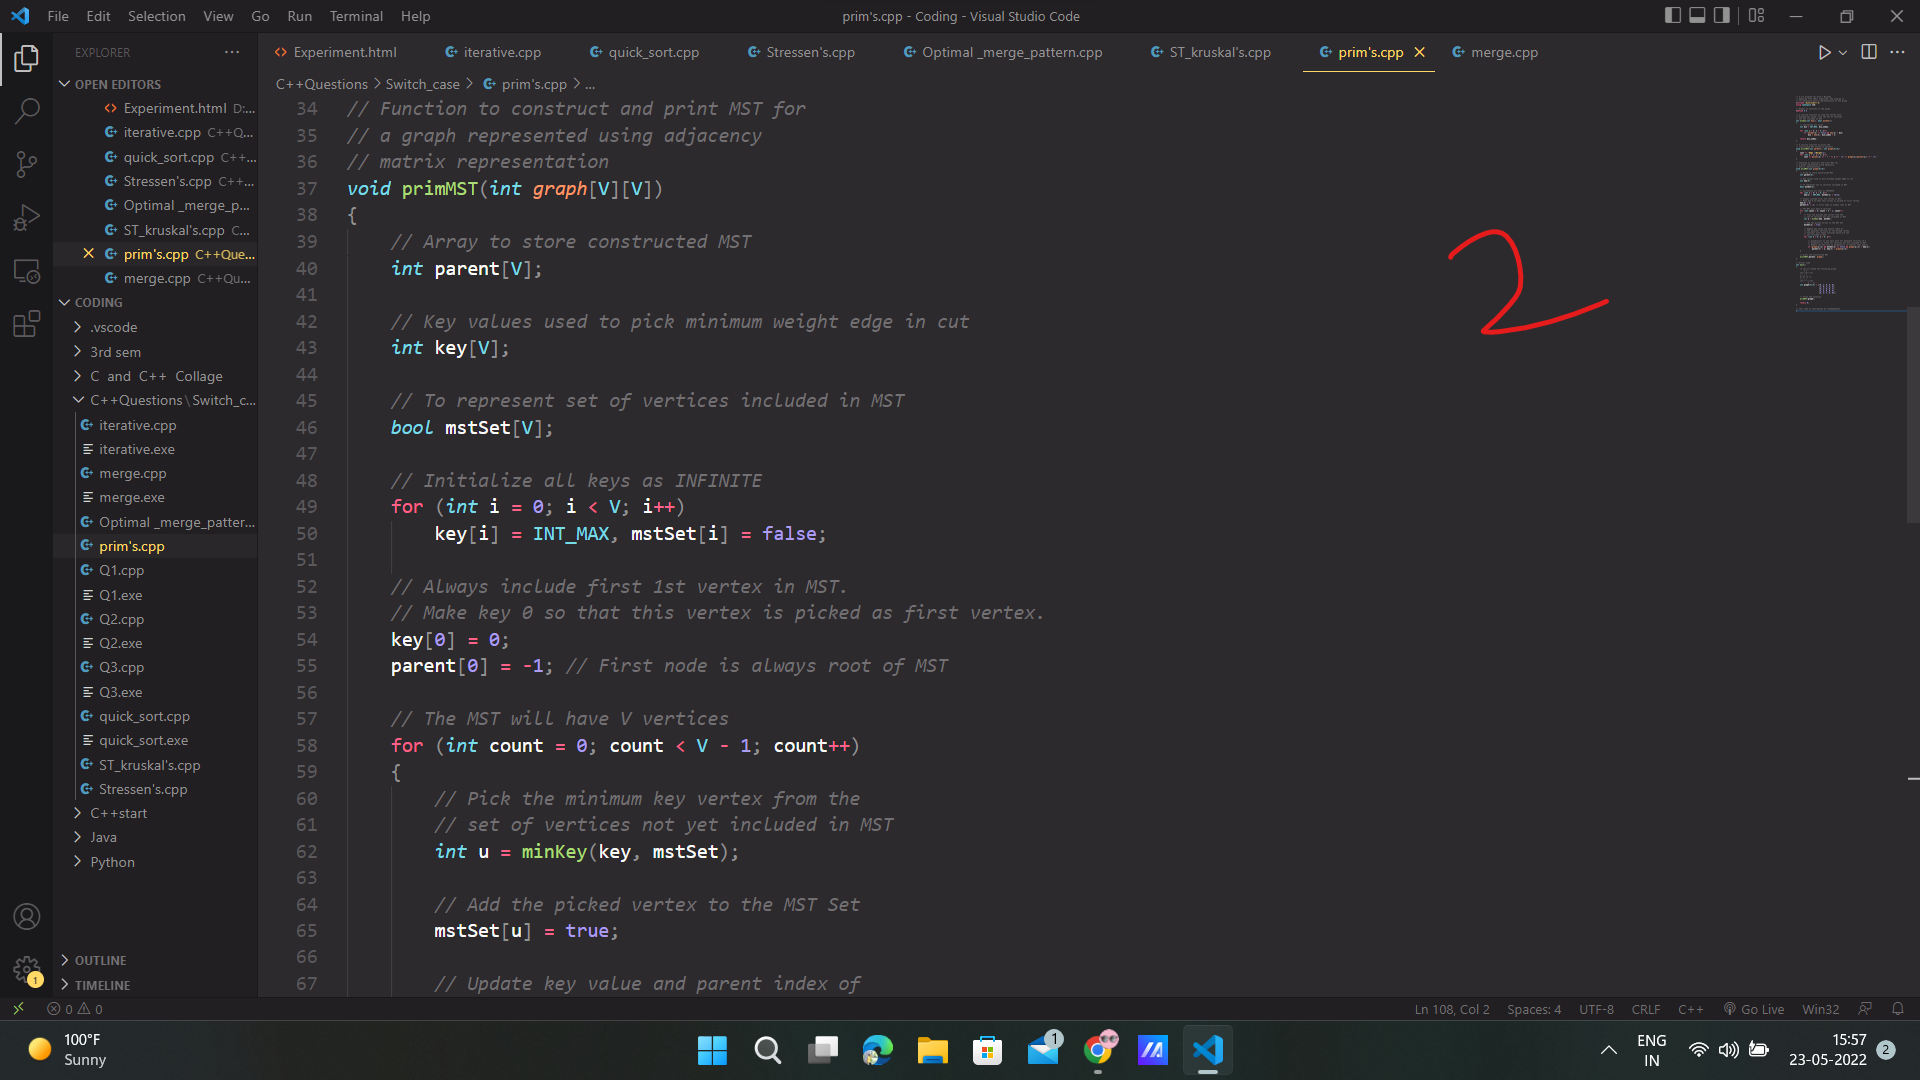 File Edit Selection View Go Run Terminal Help
prim's.cpp - Coding - Visual Studio Code
EXPLORER
OPEN EDITORS
Experiment.html D:...
iterative.cpp C++Q...
quick_sort.cpp C++...
Stressen's.cpp C++...
Optimal _merge_p...
ST_kruskal's.cpp C...
prim's.cpp C++Que...
merge.cpp C++Qu...
CODING
.vscode
3rd sem
C and C++ Collage
C++Questions\Switch_c...
iterative.cpp
iterative.exe
merge.cpp
merge.exe
Optimal _merge_patter...
prim's.cpp
Q1.cpp
Q1.exe
Q2.cpp
Q2.exe
Q3.cpp
Q3.exe
quick_sort.cpp
quick_sort.exe
ST_kruskal's.cpp
Stressen's.cpp
C++start
Java
Python
OUTLINE
TIMELINE
Experiment.html iterative.cpp quick_sort.cpp Stressen's.cpp Optimal _merge_pattern.cpp ST_kruskal's.cpp prim's.cpp merge.cpp
C++Questions > Switch_case > prim's.cpp > ...
34 // Function to construct and print MST for
35 // a graph represented using adjacency
36 // matrix representation
37 void primMST(int graph[V][V])
38 {
39 // Array to store constructed MST
40 int parent[V];
41
42 // Key values used to pick minimum weight edge in cut
43 int key[V];
44
45 // To represent set of vertices included in MST
46 bool mstSet[V];
47
48 // Initialize all keys as INFINITE
49 for (int i = 0; i < V; i++)
50 key[i] = INT_MAX, mstSet[i] = false;
51
52 // Always include first 1st vertex in MST.
53 // Make key 0 so that this vertex is picked as first vertex.
54 key[0] = 0;
55 parent[0] = -1; // First node is always root of MST
56
57 // The MST will have V vertices
58 for (int count = 0; count < V - 1; count++)
59 {
60 // Pick the minimum key vertex from the
61 // set of vertices not yet included in MST
62 int u = minKey(key, mstSet);
63
64 // Add the picked vertex to the MST Set
65 mstSet[u] = true;
66
67 // Update key value and parent index of
2
0 0
Ln 108, Col 2 Spaces: 4 UTF-8 CRLF C++ Go Live Win32
1
100°F
Sunny
1
ENG
IN
15:57
23-05-2022
2